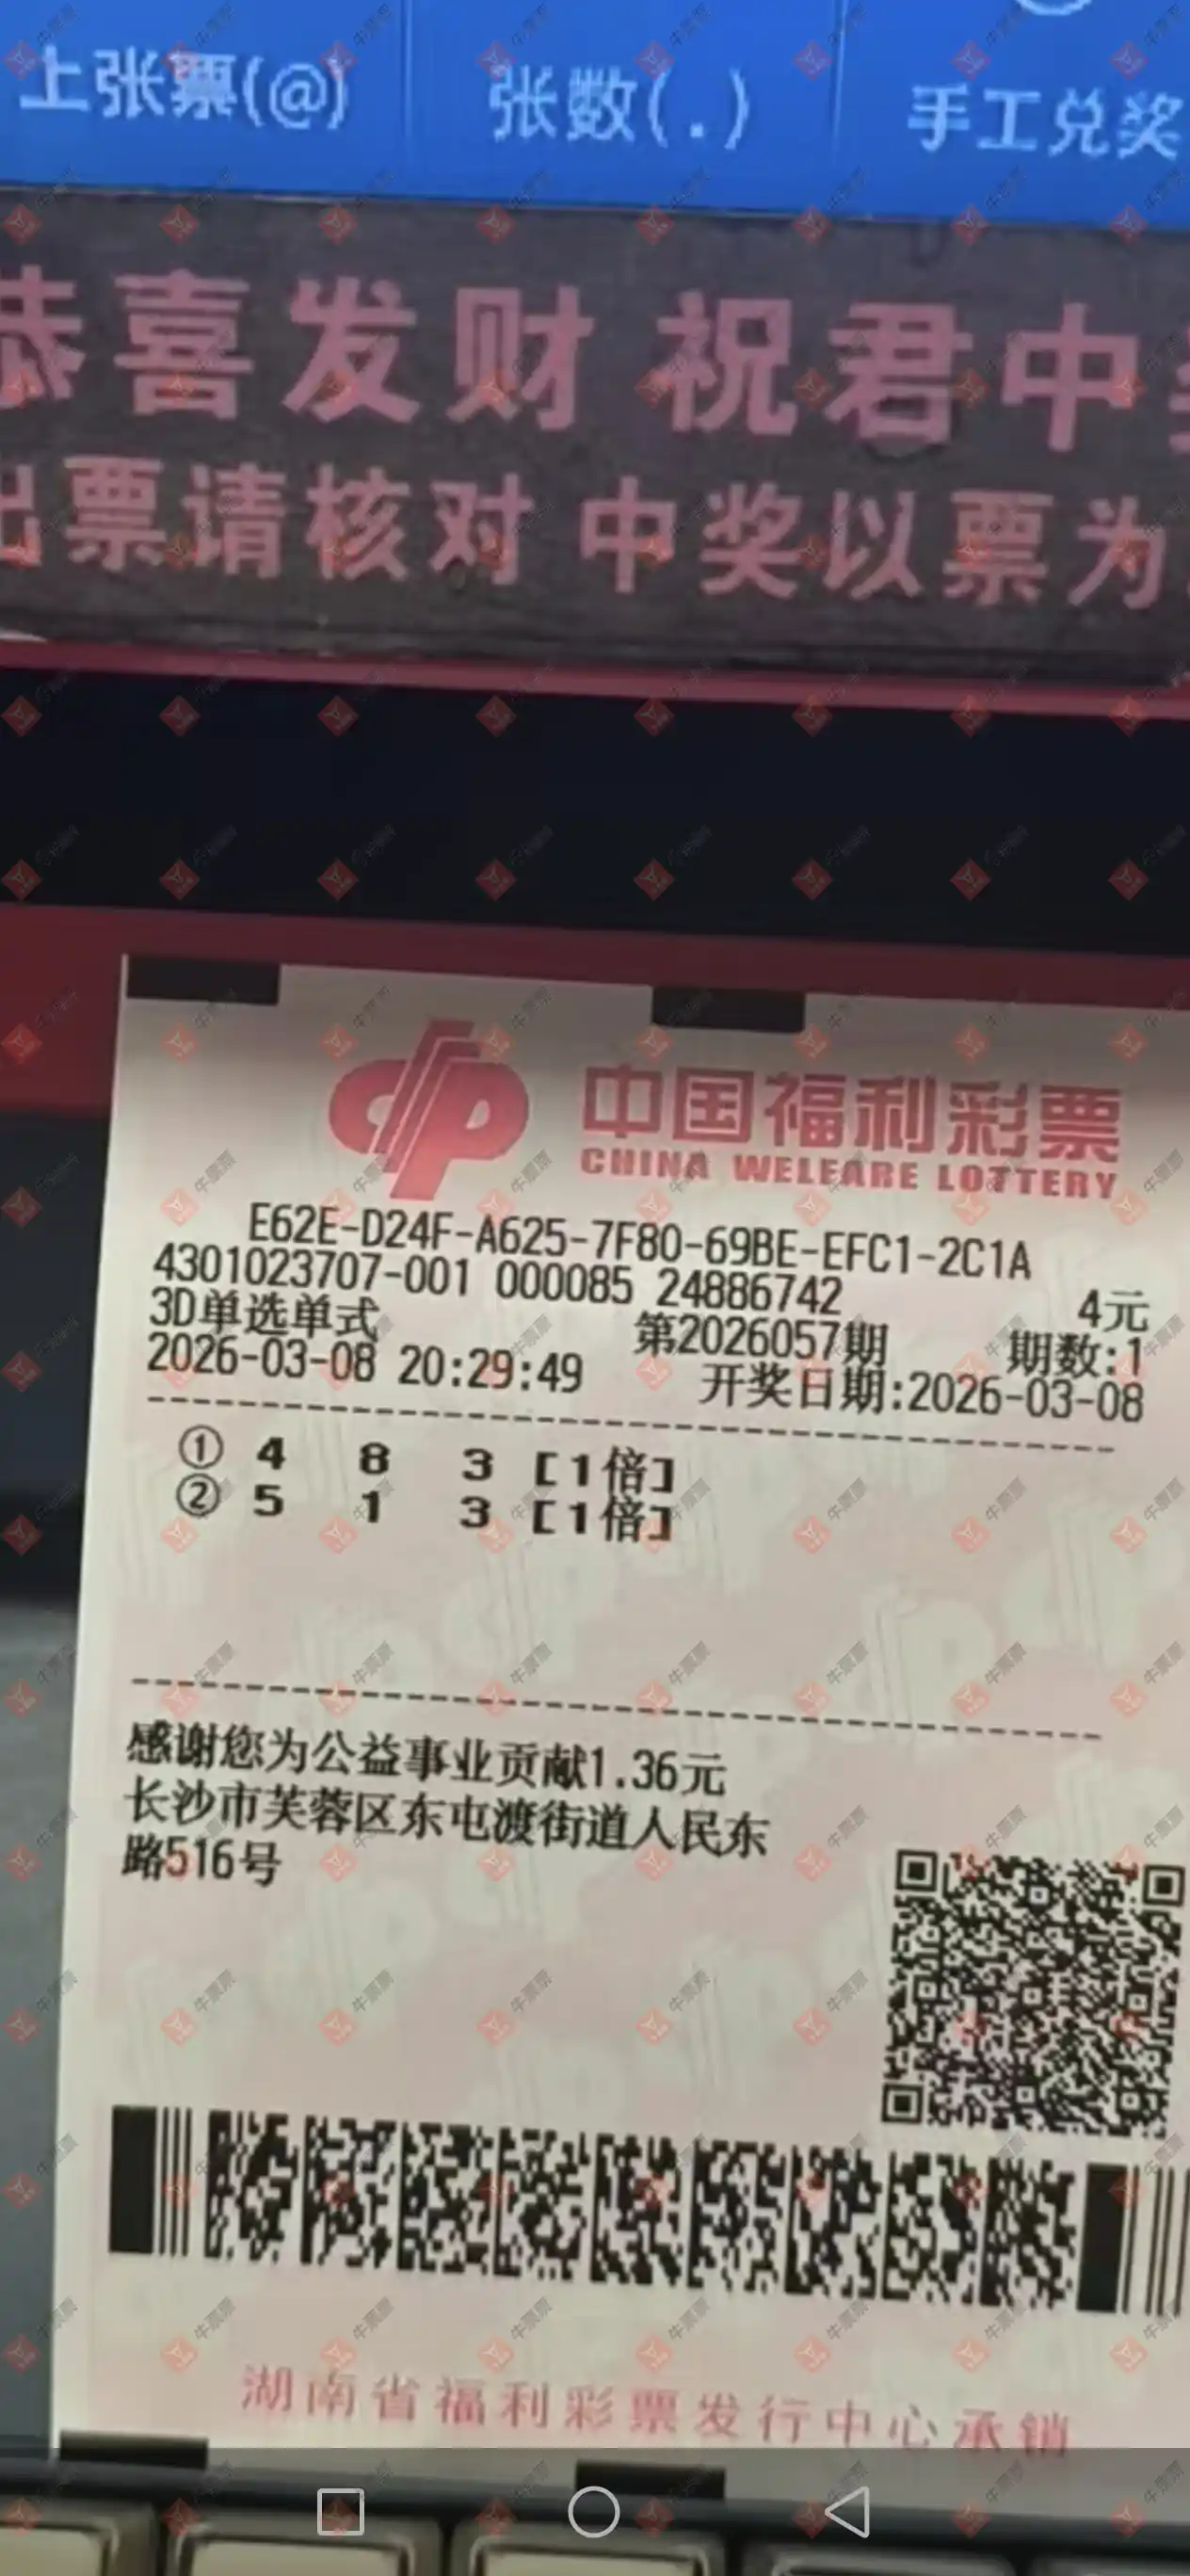 上张票(@) 张数(.) 手工兑奖
恭喜发财 祝君中
出票请核对 中奖以票为
中国福利彩票
CHINA WELFARE LOTTERY
E62E-D24F-A625-7F80-69BE-EFC1-2C1A
4301023707-001 000085 24886742 4元
3D单选单式 第2026057期 期数:1
2026-03-08 20:29:49 开奖日期:2026-03-08
① 4 8 3 [1倍]
② 5 1 3 [1倍]
感谢您为公益事业贡献1.36元
长沙市芙蓉区东屯渡街道人民东
路516号
湖南省福利彩票发行中心承销
牛票票